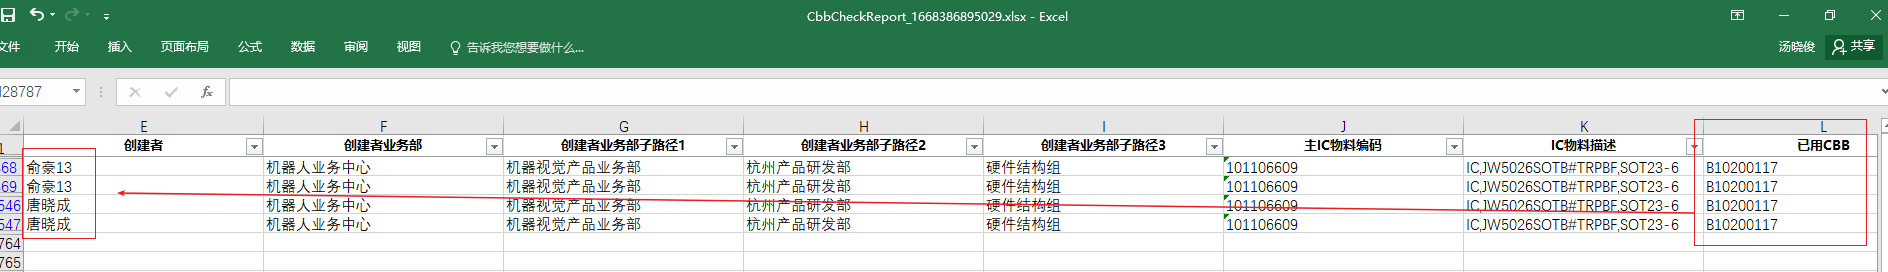 CbbCheckReport_1668386895029.xlsx - Excel
文件 开始 插入 页面布局 公式 数据 审阅 视图 告诉我您想要做什么... 汤晓俊 共享
128787 fx
E F G H I J K L
1 创建者 创建者业务部 创建者业务部子路径1 创建者业务部子路径2 创建者业务部子路径3 主IC物料编码 IC物料描述 已用CBB
568 俞豪13 机器人业务中心 机器视觉产品业务部 杭州产品研发部 硬件结构组 101106609 IC,JW5026SOTB#TRPBF,SOT23-6 B10200117
569 俞豪13 机器人业务中心 机器视觉产品业务部 杭州产品研发部 硬件结构组 101106609 IC,JW5026SOTB#TRPBF,SOT23-6 B10200117
546 唐晓成 机器人业务中心 机器视觉产品业务部 杭州产品研发部 硬件结构组 101106609 IC,JW5026SOTB#TRPBF,SOT23-6 B10200117
547 唐晓成 机器人业务中心 机器视觉产品业务部 杭州产品研发部 硬件结构组 101106609 IC,JW5026SOTB#TRPBF,SOT23-6 B10200117
764
765